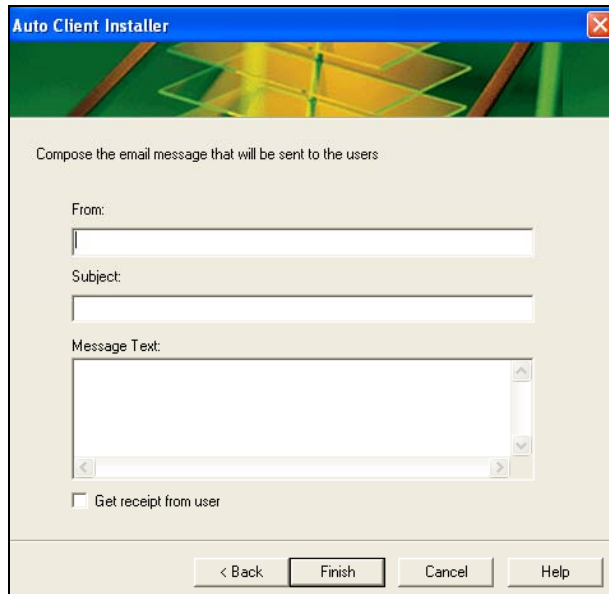 Auto Client Installer
Compose the email message that will be sent to the users
From:
Subject:
Message Text:
Get receipt from user
< Back Finish Cancel Help